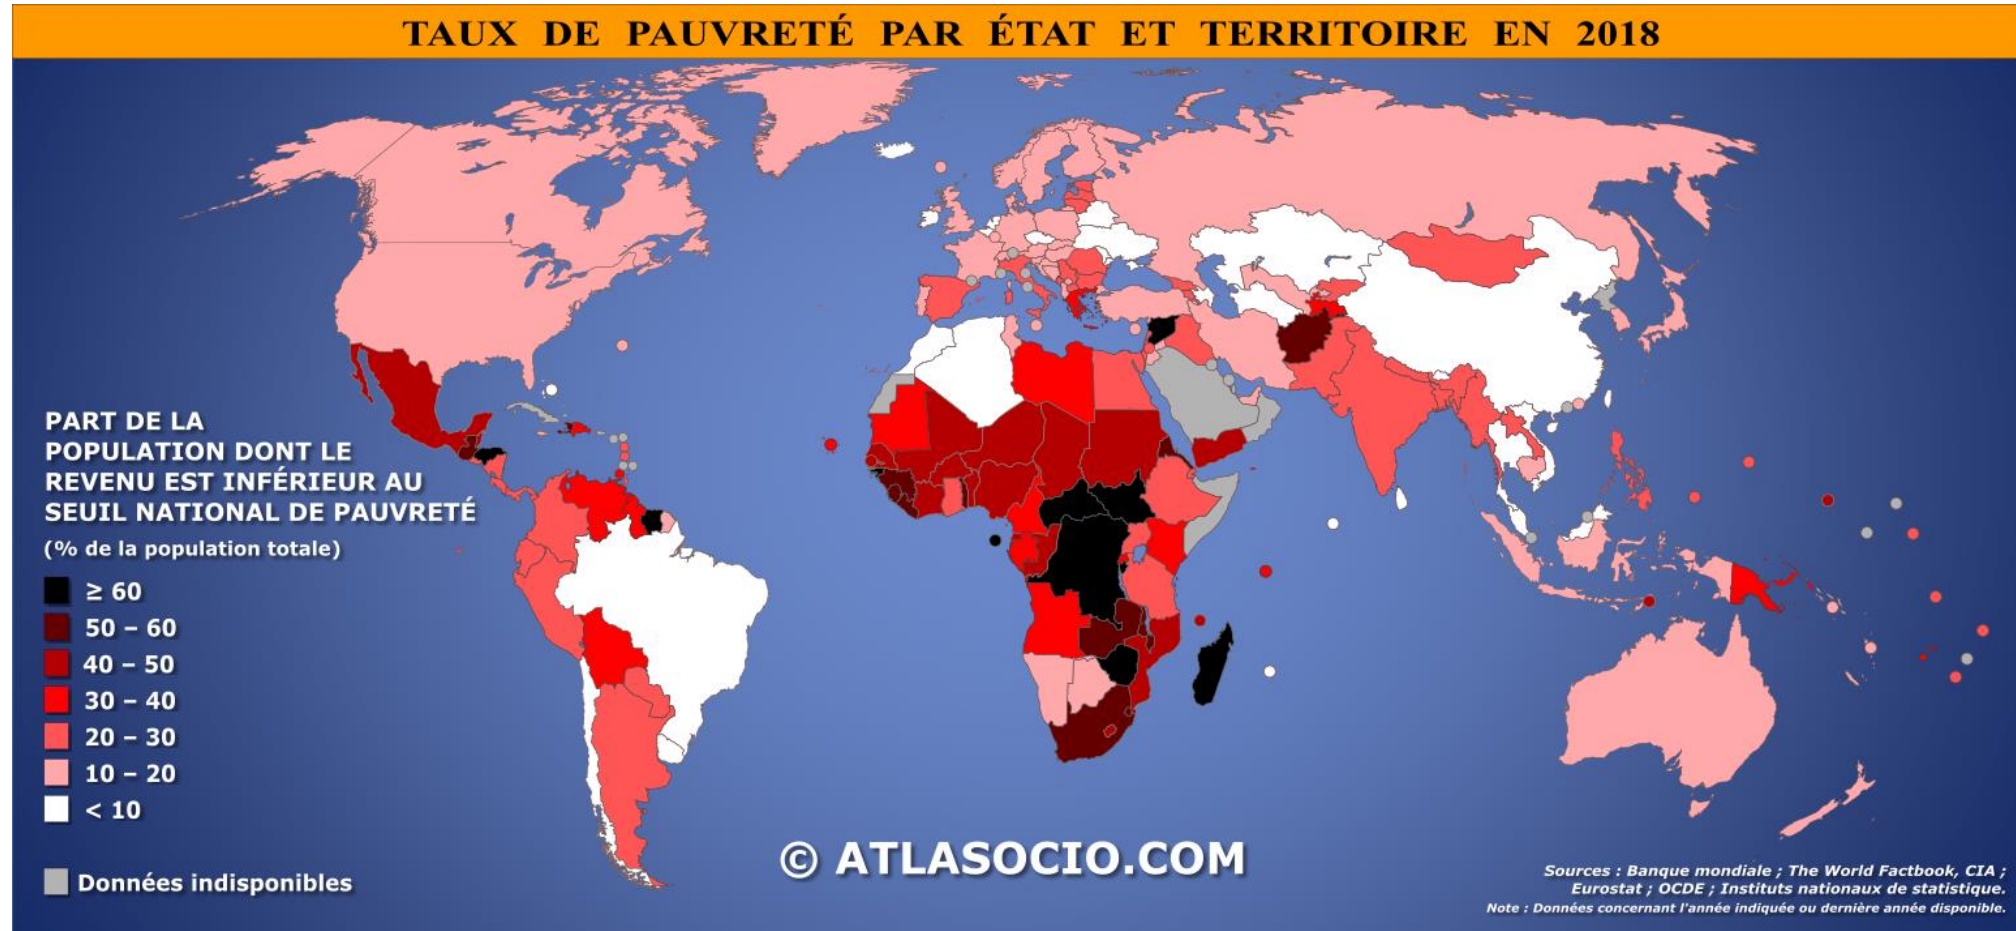 TAUX DE PAUVRETÉ PAR ÉTAT ET TERRITOIRE EN 2018
PART DE LA
POPULATION DONT LE
REVENU EST INFÉRIEUR AU
SEUIL NATIONAL DE PAUVRETÉ
(% de la population totale)
≥ 60
50 – 60
40 – 50
30 – 40
20 – 30
10 – 20
< 10
Données indisponibles
© ATLASOCIO.COM
Sources : Banque mondiale ; The World Factbook, CIA ;
Eurostat ; OCDE ; Instituts nationaux de statistique.
Note : Données concernant l'année indiquée ou dernière année disponible.